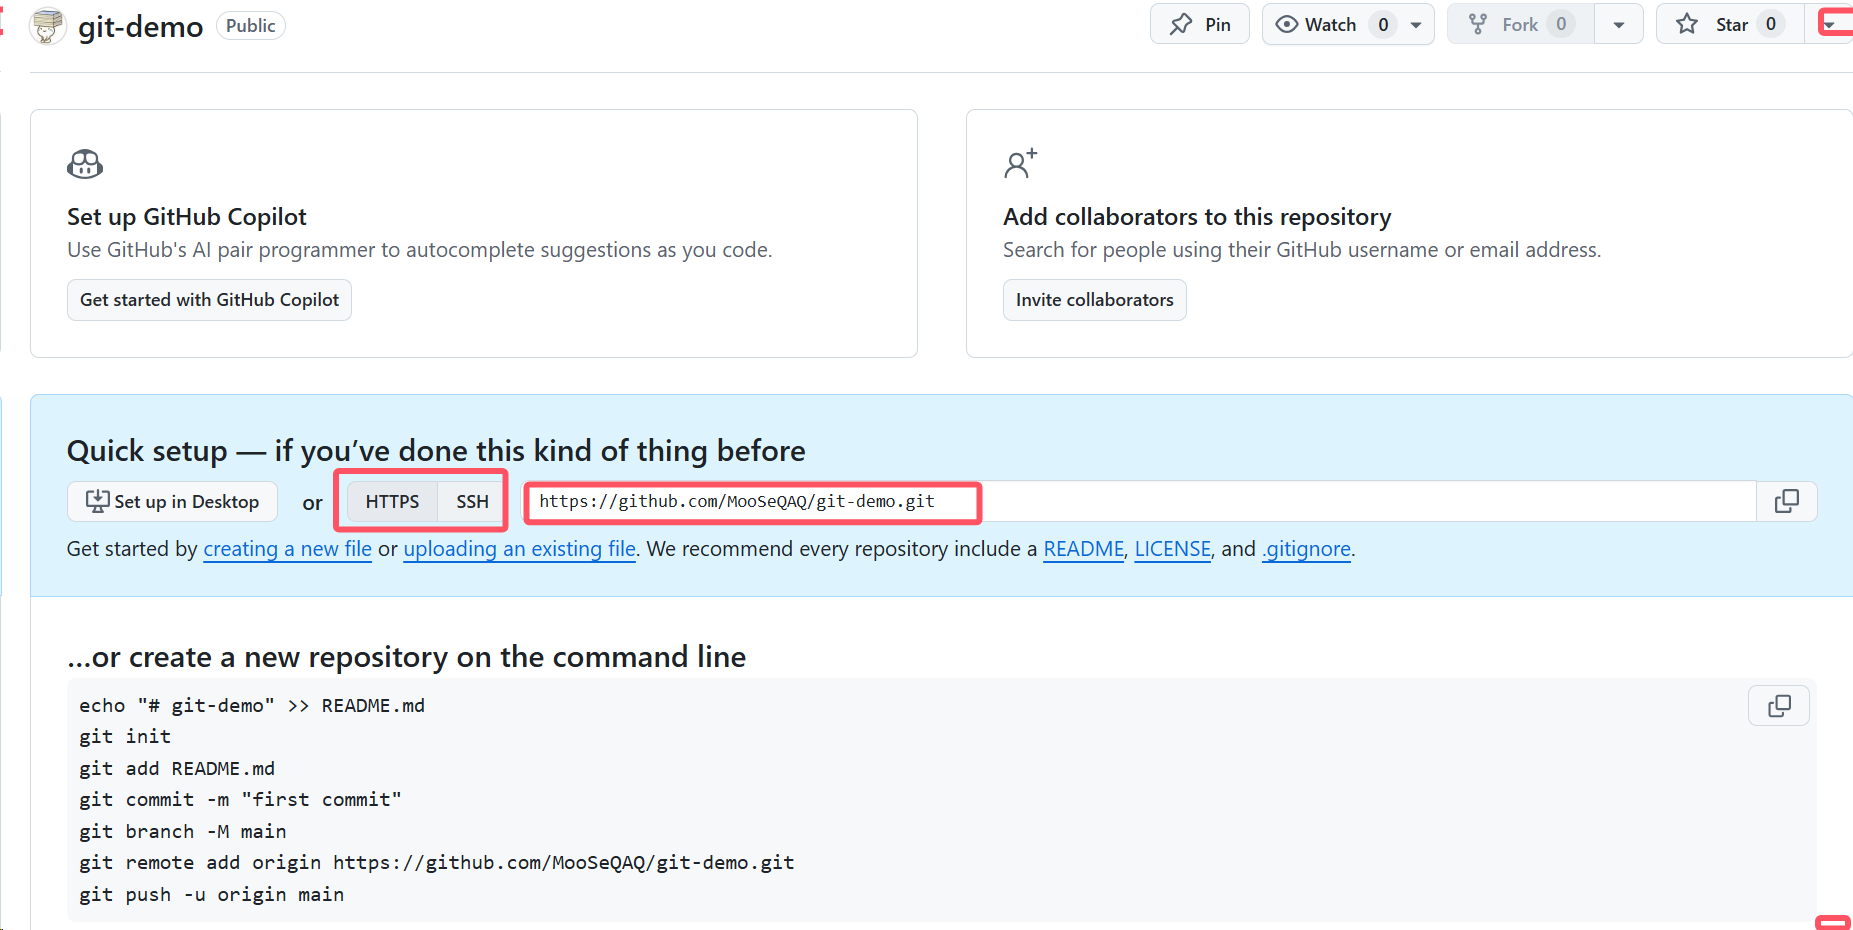 git-demo Public Pin Watch 0 Fork 0 Star 0
Set up GitHub Copilot
Use GitHub's AI pair programmer to autocomplete suggestions as you code.
Get started with GitHub Copilot
Add collaborators to this repository
Search for people using their GitHub username or email address.
Invite collaborators
Quick setup — if you’ve done this kind of thing before
Set up in Desktop or HTTPS SSH https://github.com/MooSeQAQ/git-demo.git
Get started by creating a new file or uploading an existing file. We recommend every repository include a README, LICENSE, and .gitignore.
…or create a new repository on the command line
echo "# git-demo" >> README.md
git init
git add README.md
git commit -m "first commit"
git branch -M main
git remote add origin https://github.com/MooSeQAQ/git-demo.git
git push -u origin main